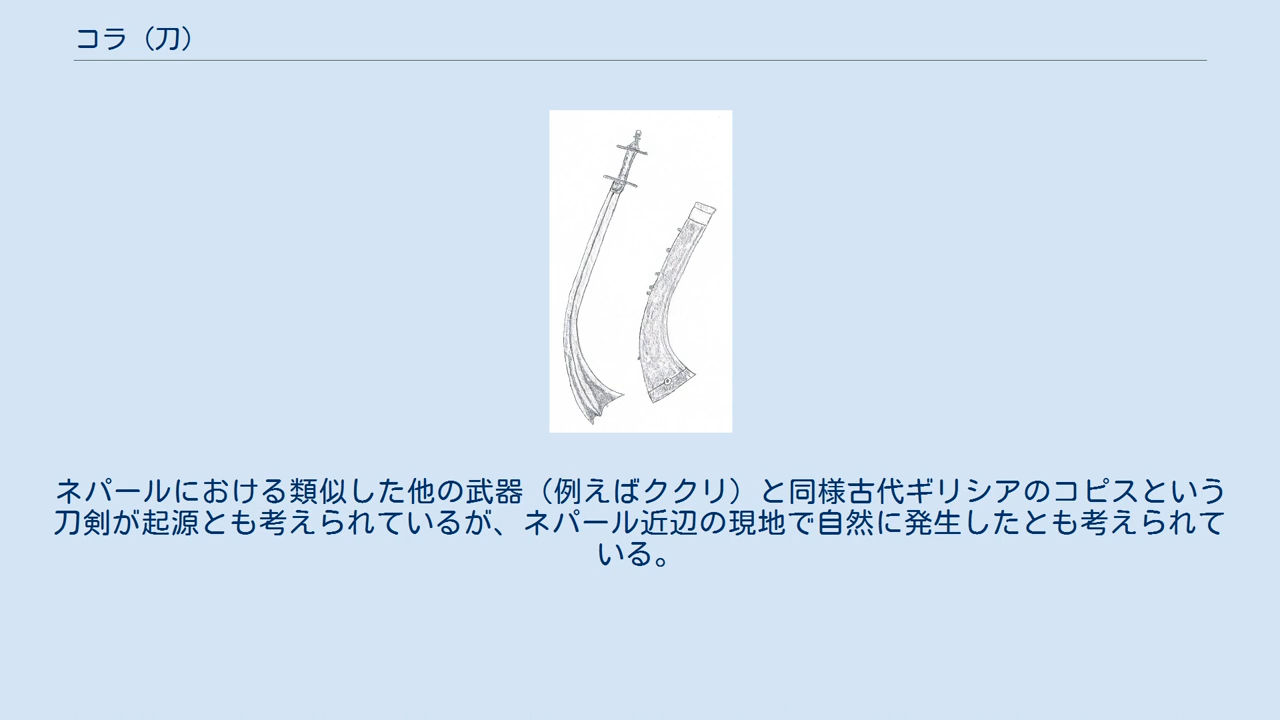 コラ（刀）
ネパールにおける類似した他の武器（例えばククリ）と同様古代ギリシアのコピスという
刀剣が起源とも考えられているが、ネパール近辺の現地で自然に発生したとも考えられて
いる。